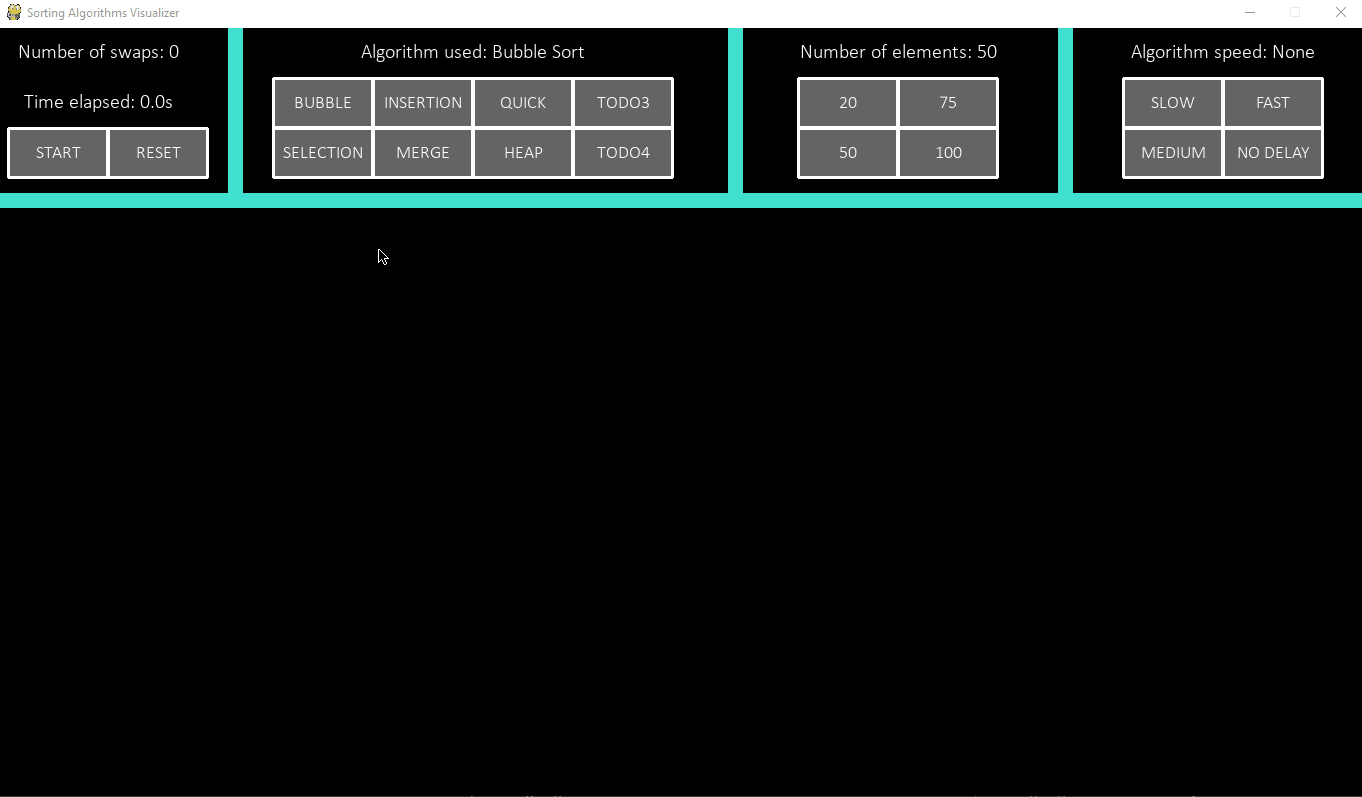 Sorting Algorithms Visualizer
Number of swaps: 0
Time elapsed: 0.0s
START RESET
Algorithm used: Bubble Sort
BUBBLE INSERTION QUICK TODO3
SELECTION MERGE HEAP TODO4
Number of elements: 50
20 75
50 100
Algorithm speed: None
SLOW FAST
MEDIUM NO DELAY